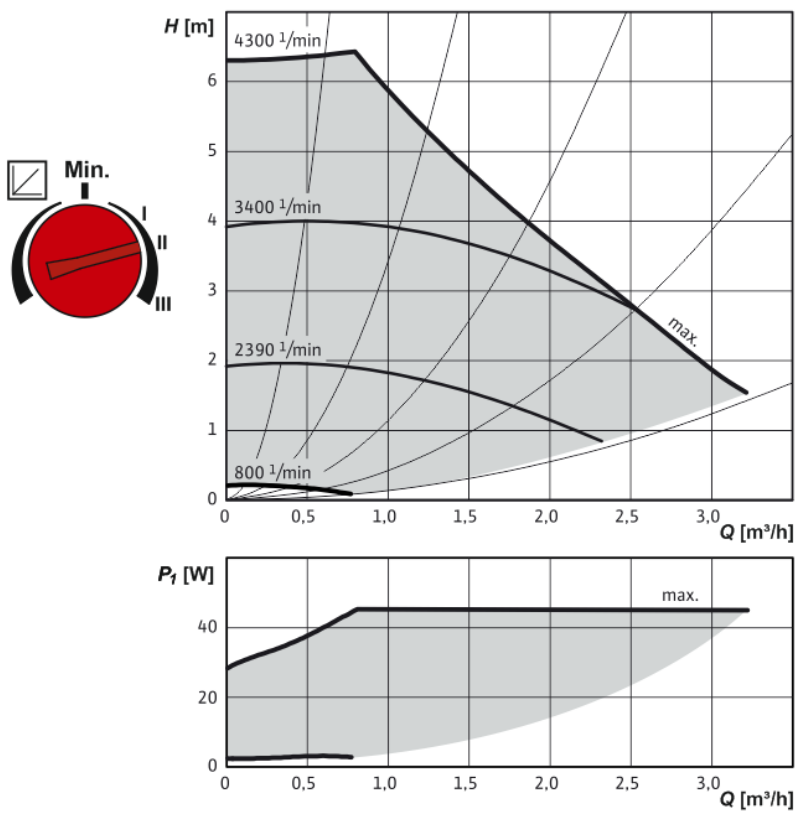 H [m]
4300 1/min
6
5
Min.
I
3400 1/min
4
II
3
III
max.
2390 1/min
2
1
800 1/min
0
0 0,5 1,0 1,5 2,0 2,5 3,0
Q [m³/h]
P1 [W]
max.
40
20
0
0 0,5 1,0 1,5 2,0 2,5 3,0
Q [m³/h]